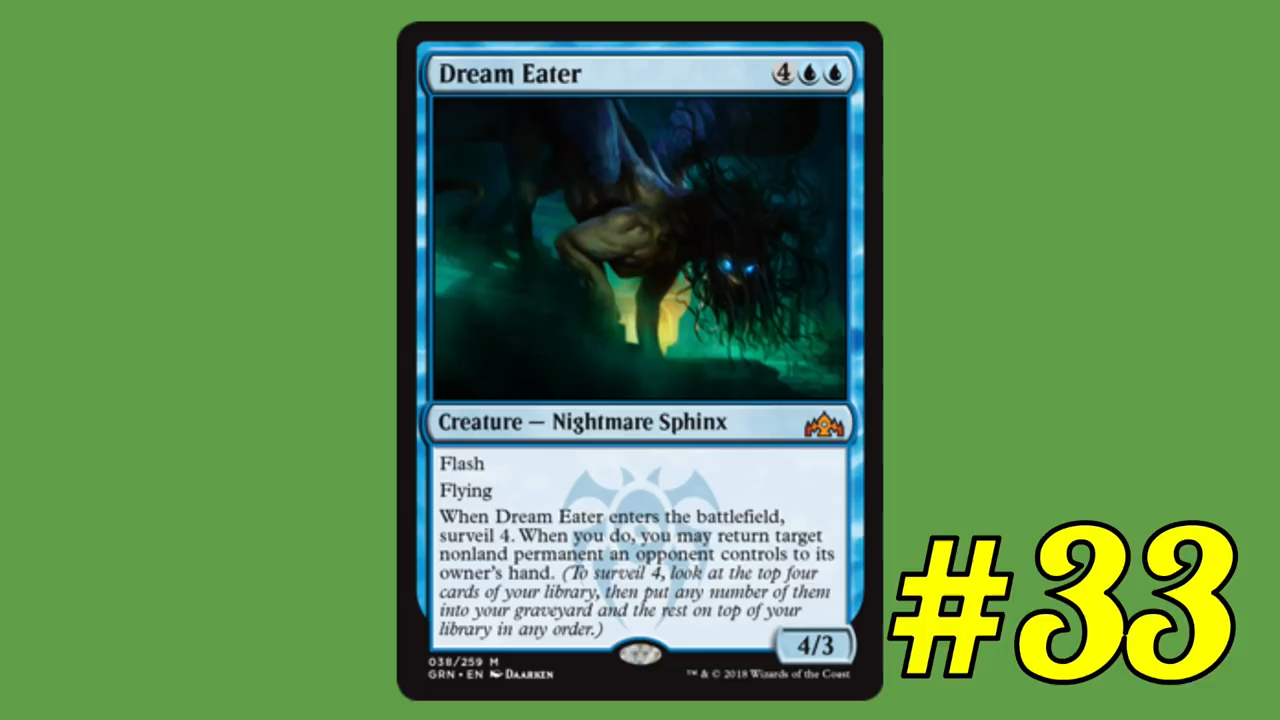 Dream Eater 4
Creature — Nightmare Sphinx
Flash
Flying
When Dream Eater enters the battlefield,
surveil 4. When you do, you may return target
nonland permanent an opponent controls to its
owner's hand. (To surveil 4, look at the top four
cards of your library, then put any number of them
into your graveyard and the rest on top of your
library in any order.)
4/3
038/259 M
GRN • EN DAARKEN
™ & © 2018 Wizards of the Coast
#33